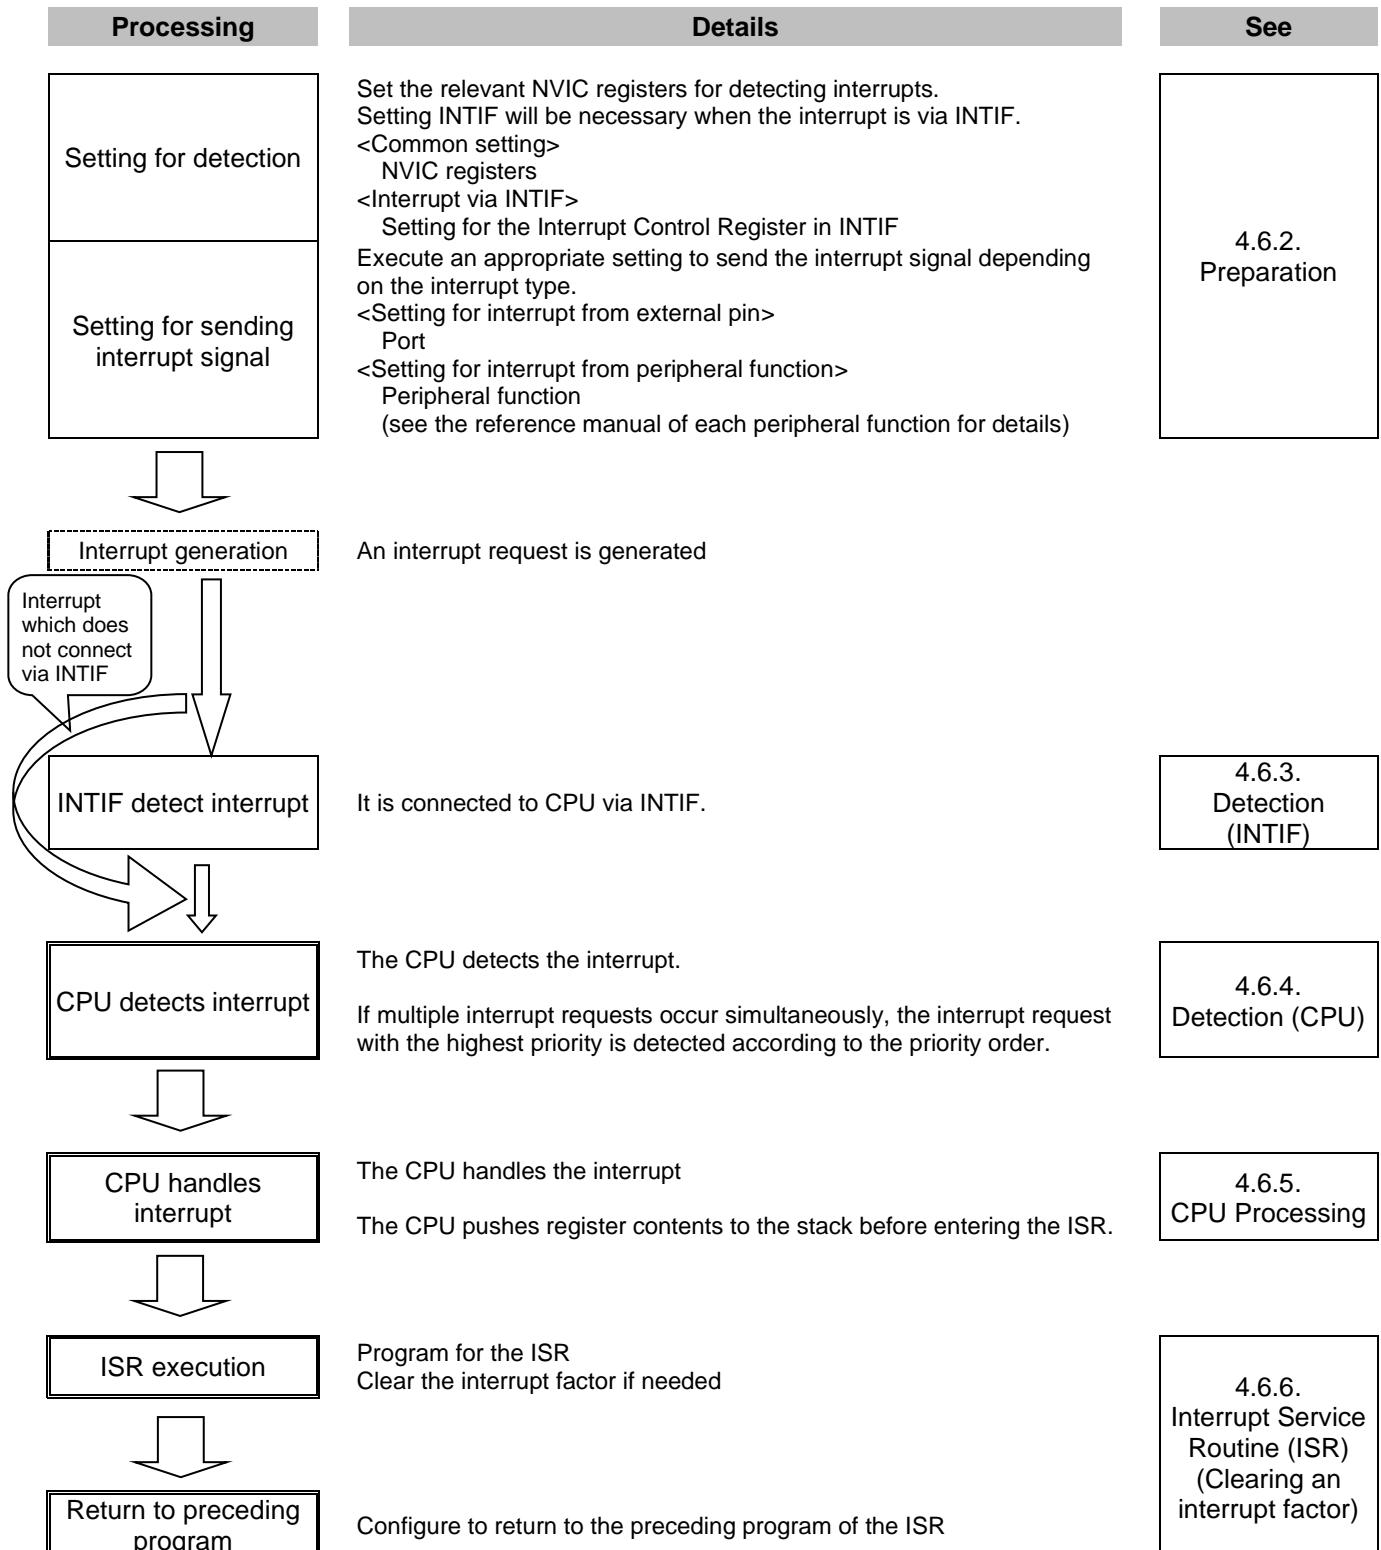 Processing
Details
See
Setting for detection
Set the relevant NVIC registers for detecting interrupts.
Setting INTIF will be necessary when the interrupt is via INTIF.
<Common setting>
NVIC registers
<Interrupt via INTIF>
Setting for the Interrupt Control Register in INTIF
4.6.2.
Preparation
Setting for sending
interrupt signal
Execute an appropriate setting to send the interrupt signal depending
on the interrupt type.
<Setting for interrupt from external pin>
Port
<Setting for interrupt from peripheral function>
Peripheral function
(see the reference manual of each peripheral function for details)
Interrupt generation
An interrupt request is generated
Interrupt
which does
not connect
via INTIF
INTIF detect interrupt
It is connected to CPU via INTIF.
4.6.3.
Detection
(INTIF)
CPU detects interrupt
The CPU detects the interrupt.
If multiple interrupt requests occur simultaneously, the interrupt request
with the highest priority is detected according to the priority order.
4.6.4.
Detection (CPU)
CPU handles
interrupt
The CPU handles the interrupt
The CPU pushes register contents to the stack before entering the ISR.
4.6.5.
CPU Processing
ISR execution
Program for the ISR
Clear the interrupt factor if needed
4.6.6.
Interrupt Service
Routine (ISR)
(Clearing an
interrupt factor)
Return to preceding
program
Configure to return to the preceding program of the ISR